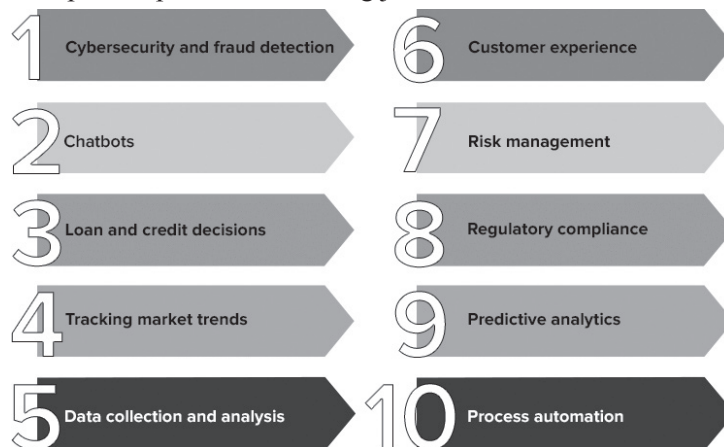 1 Cybersecurity and fraud detection
2 Chatbots
3 Loan and credit decisions
4 Tracking market trends
5 Data collection and analysis
6 Customer experience
7 Risk management
8 Regulatory compliance
9 Predictive analytics
10 Process automation